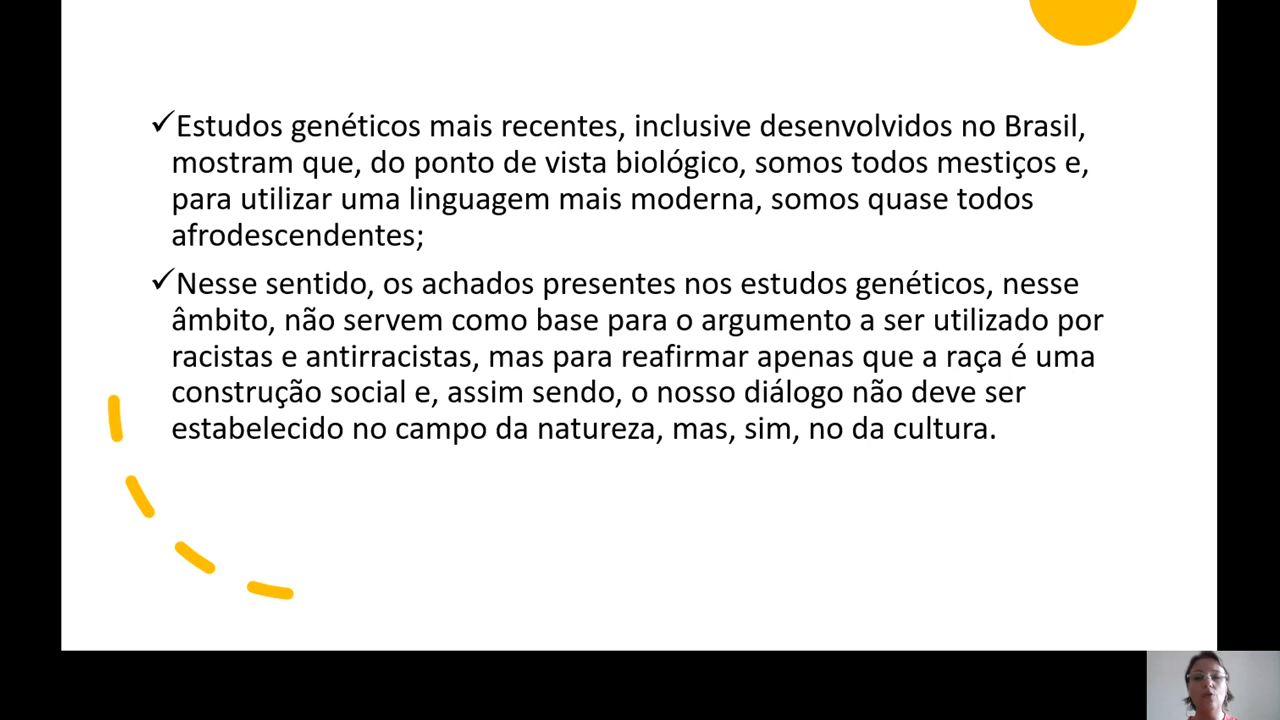 ✓Estudos genéticos mais recentes, inclusive desenvolvidos no Brasil,
mostram que, do ponto de vista biológico, somos todos mestiços e,
para utilizar uma linguagem mais moderna, somos quase todos
afrodescendentes;
✓Nesse sentido, os achados presentes nos estudos genéticos, nesse
âmbito, não servem como base para o argumento a ser utilizado por
racistas e antirracistas, mas para reafirmar apenas que a raça é uma
construção social e, assim sendo, o nosso diálogo não deve ser
estabelecido no campo da natureza, mas, sim, no da cultura.